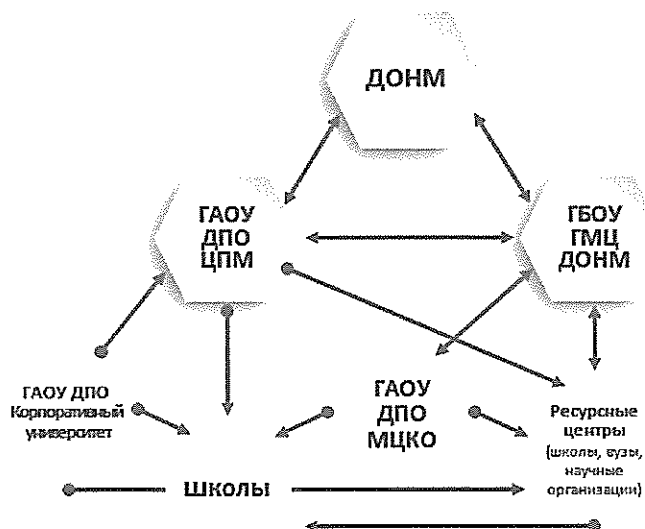 ДОНМ
ГАОУ
ДПО
ЦПМ
ГБОУ
ГМЦ
ДОНМ
ГАОУ ДПО
Корпоративный
университет
ГАОУ
ДПО
МЦКО
Ресурсные
центры
(школы, вузы,
научные
организации)
ШКОЛЫ